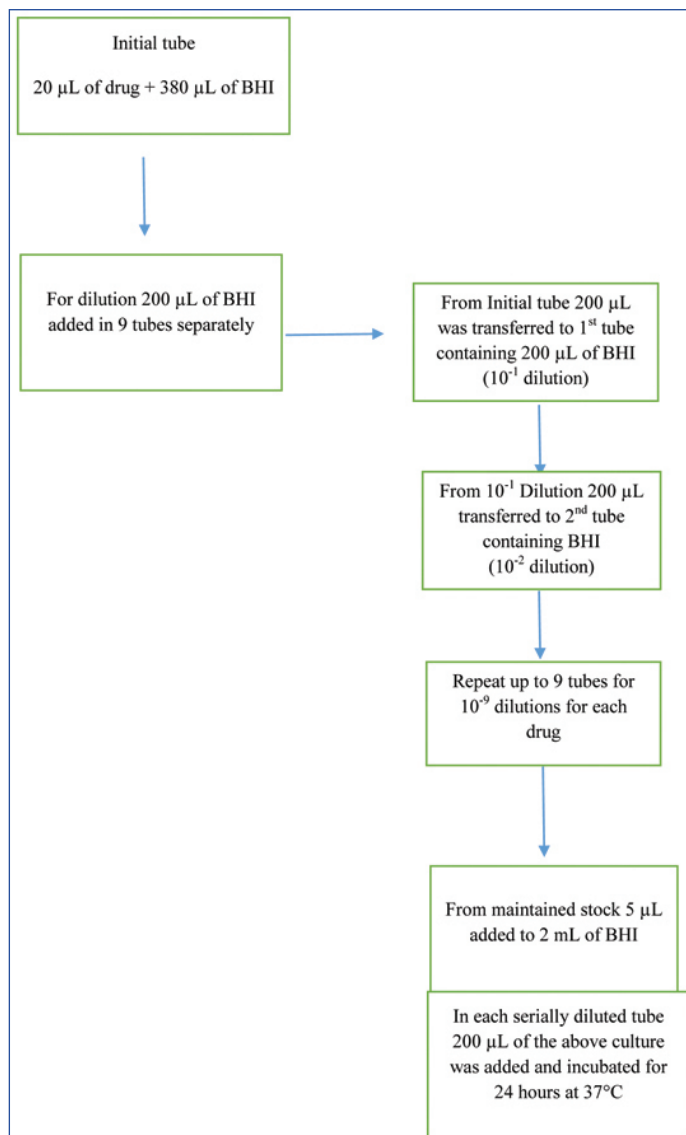 Initial tube
20 µL of drug + 380 µL of BHI
For dilution 200 µL of BHI
added in 9 tubes separately
From Initial tube 200 µL
was transferred to 1st tube
containing 200 µL of BHI
(10-1 dilution)
From 10-1 Dilution 200 µL
transferred to 2nd tube
containing BHI
(10-2 dilution)
Repeat up to 9 tubes for
10-9 dilutions for each
drug
From maintained stock 5 µL
added to 2 mL of BHI
In each serially diluted tube
200 µL of the above culture
was added and incubated for
24 hours at 37°C